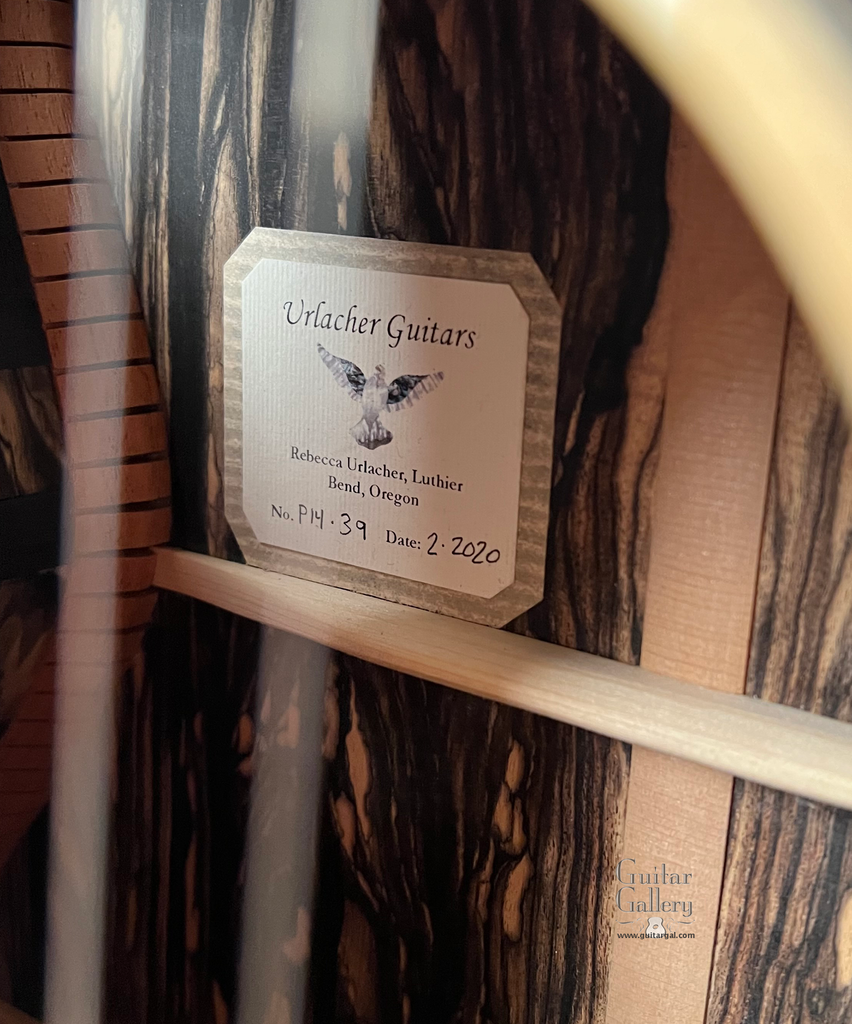 Urlacher Guitars
Rebecca Urlacher, Luthier
Bend, Oregon
No. P14.39 Date: 2.2020
Guitar
Gallery
www.guitargal.com